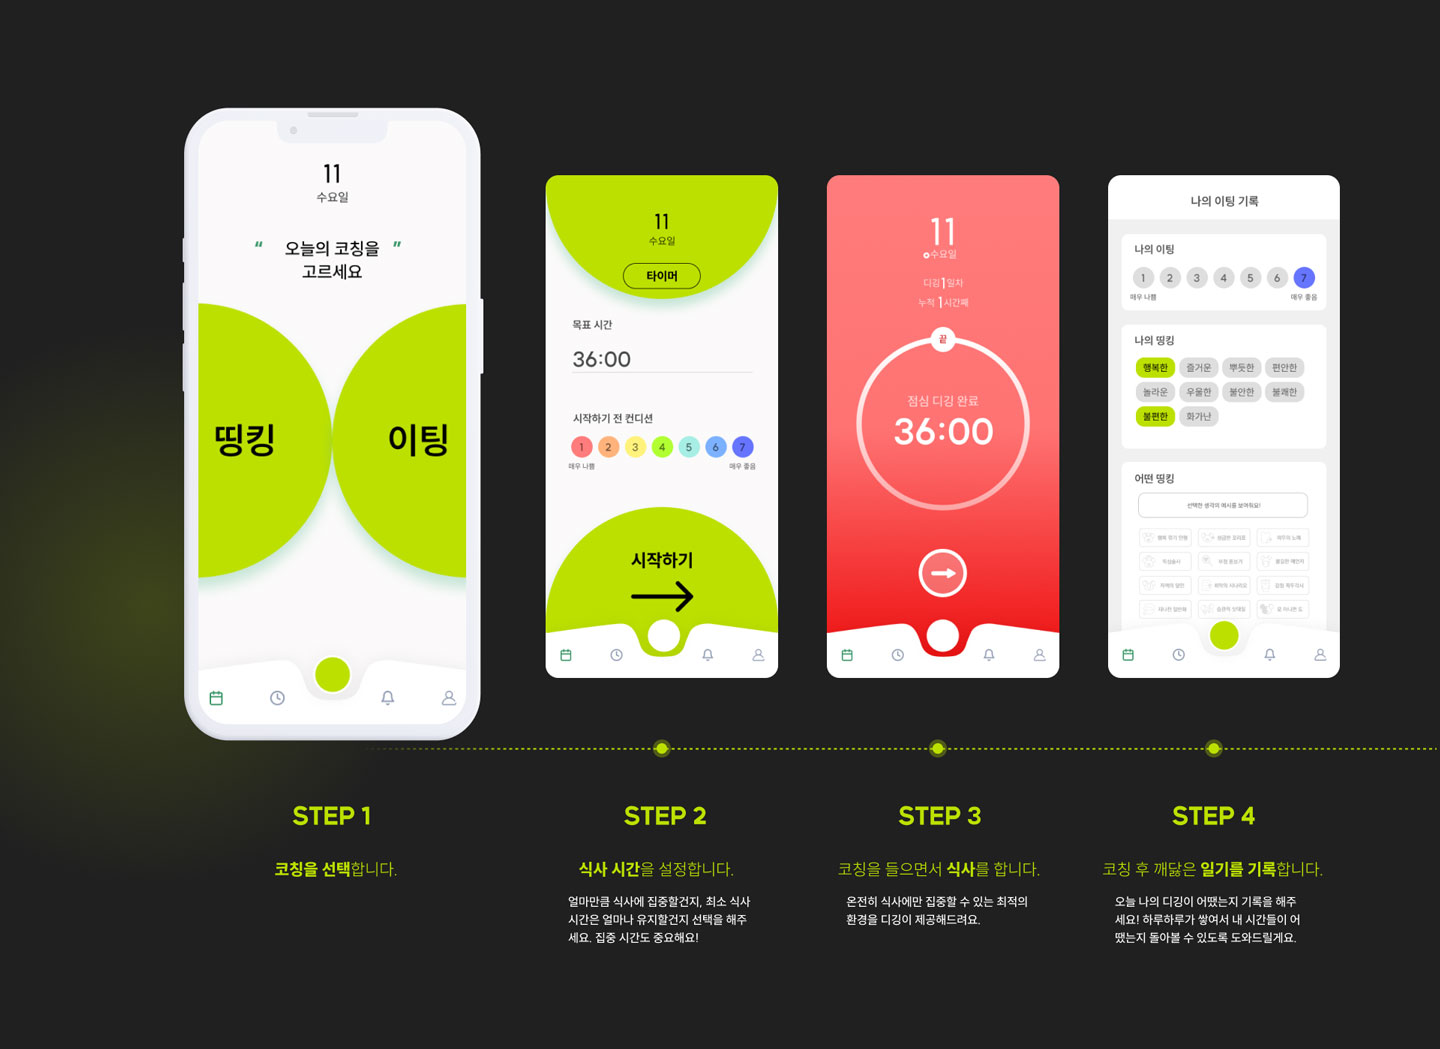 11
수요일
“ 오늘의 코칭을 ”
고르세요
띵킹
이팅
11
수요일
타이머
목표 시간
36:00
시작하기 전 컨디션
1 2 3 4 5 6 7
매우 나쁨 매우 좋음
시작하기
11
수요일
디깅1일차
누적 1시간째
끝
점심 디깅 완료
36:00
나의 이팅 기록
나의 이팅
1 2 3 4 5 6 7
매우 나쁨 매우 좋음
나의 띵킹
행복한 즐거운 뿌듯한 편안한
놀라운 우울한 불안한 불쾌한
불편한 화가난
어떤 띵킹
선택한 생각의 예시를 보여줘요!
STEP 1
코칭을 선택합니다.
STEP 2
식사 시간을 설정합니다.
얼마만큼 식사에 집중할건지, 최소 식사
시간은 얼마나 유지할건지 선택을 해주
세요. 집중 시간도 중요해요!
STEP 3
코칭을 들으면서 식사를 합니다.
온전히 식사에만 집중할 수 있는 최적의
환경을 디깅이 제공해드려요.
STEP 4
코칭 후 깨닳은 일기를 기록합니다.
오늘 나의 디깅이 어땠는지 기록을 해주
세요! 하루하루가 쌓여서 내 시간들이 어
땠는지 돌아볼 수 있도록 도와드릴게요.